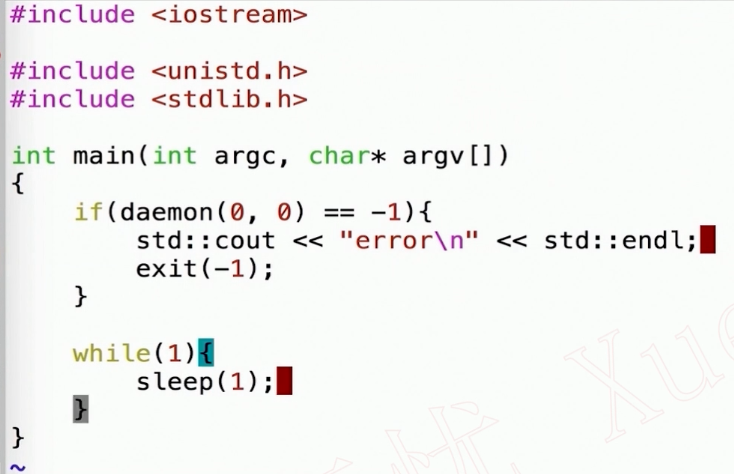 #include <iostream>
#include <unistd.h>
#include <stdlib.h>
int main(int argc, char* argv[])
{
    if(daemon(0, 0) == -1){
        std::cout << "error\n" << std::endl;
        exit(-1);
    }
    while(1){
        sleep(1);
    }
}
~